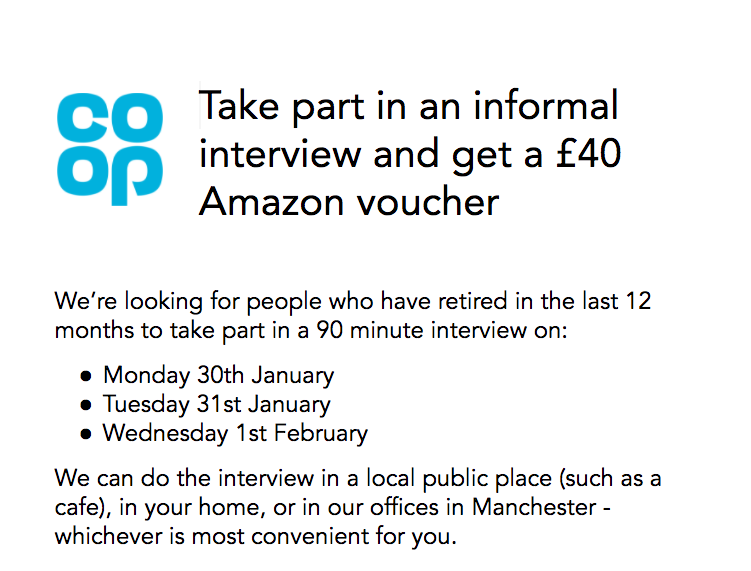 co
op
Take part in an informal
interview and get a £40
Amazon voucher
We’re looking for people who have retired in the last 12
months to take part in a 90 minute interview on:
● Monday 30th January
● Tuesday 31st January
● Wednesday 1st February
We can do the interview in a local public place (such as a
cafe), in your home, or in our offices in Manchester -
whichever is most convenient for you.